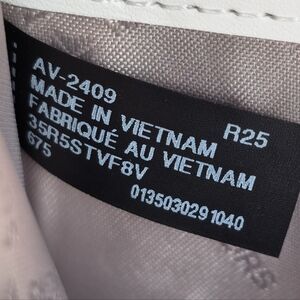 AV-2409 R25
MADE IN VIETNAM
FABRIQUÉ AU VIETNAM
35R5STVF8V
675
0135030291040